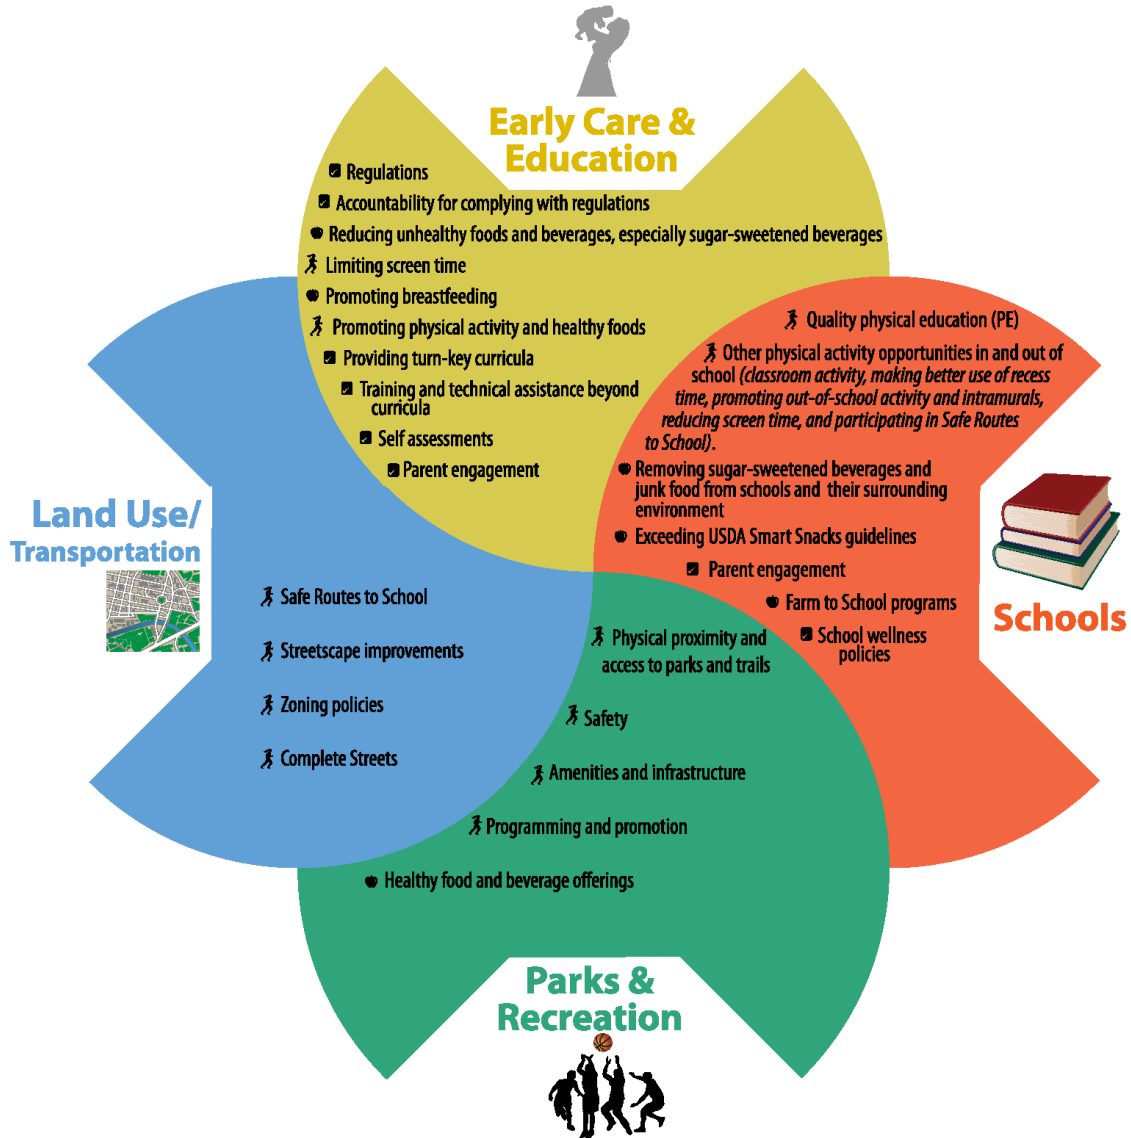 Early Care &
Education
Regulations
Accountability for complying with regulations
Reducing unhealthy foods and beverages, especially sugar-sweetened beverages
Limiting screen time
Promoting breastfeeding
Promoting physical activity and healthy foods
Providing turn-key curricula
Training and technical assistance beyond
curricula
Self assessments
Parent engagement
Quality physical education (PE)
Other physical activity opportunities in and out of
school (classroom activity, making better use of recess
time, promoting out-of-school activity and intramurals,
reducing screen time, and participating in Safe Routes
to School).
Removing sugar-sweetened beverages and
junk food from schools and their surrounding
environment
Exceeding USDA Smart Snacks guidelines
Parent engagement
Farm to School programs
School wellness
policies
Schools
Land Use/
Transportation
Safe Routes to School
Streetscape improvements
Zoning policies
Complete Streets
Physical proximity and
access to parks and trails
Safety
Amenities and infrastructure
Programming and promotion
Healthy food and beverage offerings
Parks &
Recreation